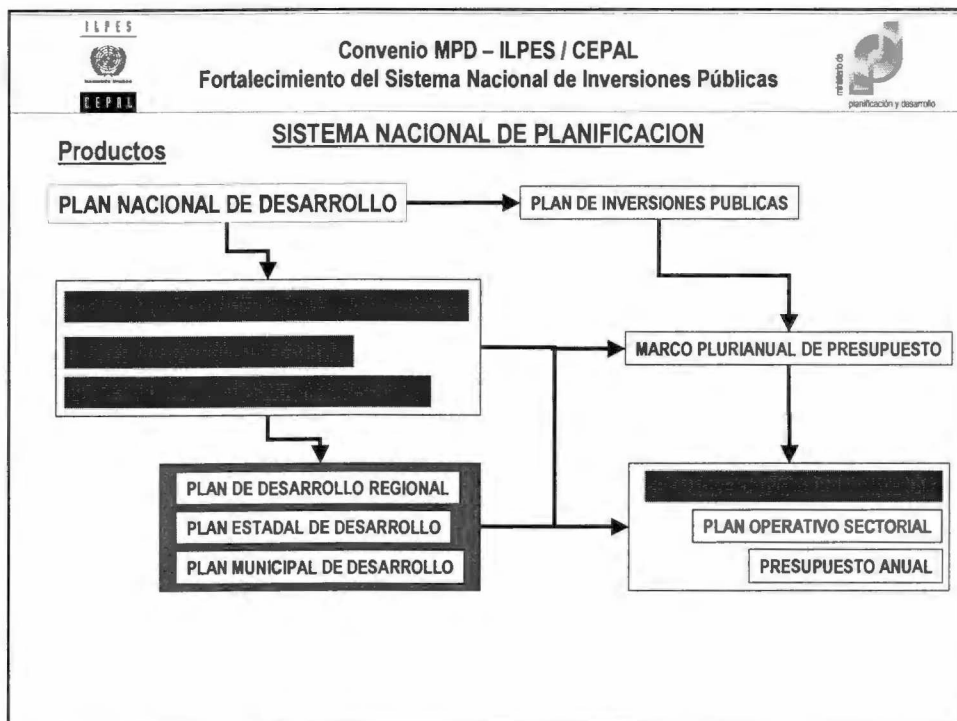 ILPES
CEPAL
Convenio MPD – ILPES / CEPAL
Fortalecimiento del Sistema Nacional de Inversiones Públicas
ministerio de
planificación y desarrollo
SISTEMA NACIONAL DE PLANIFICACION
Productos
PLAN NACIONAL DE DESARROLLO
PLAN DE INVERSIONES PUBLICAS
MARCO PLURIANUAL DE PRESUPUESTO
PLAN DE DESARROLLO REGIONAL
PLAN ESTADAL DE DESARROLLO
PLAN MUNICIPAL DE DESARROLLO
PLAN OPERATIVO SECTORIAL
PRESUPUESTO ANUAL